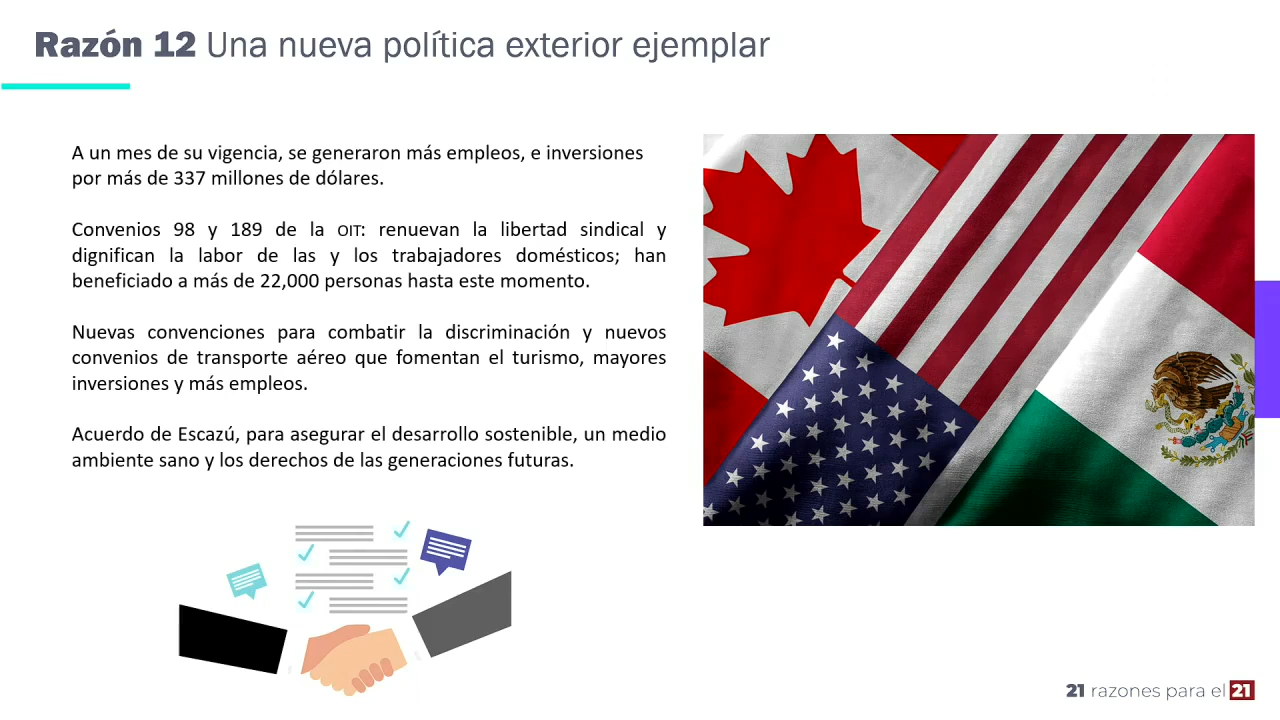 Razón 12 Una nueva política exterior ejemplar
A un mes de su vigencia, se generaron más empleos, e inversiones
por más de 337 millones de dólares.
Convenios 98 y 189 de la OIT: renuevan la libertad sindical y
dignifican la labor de las y los trabajadores domésticos; han
beneficiado a más de 22,000 personas hasta este momento.
Nuevas convenciones para combatir la discriminación y nuevos
convenios de transporte aéreo que fomentan el turismo, mayores
inversiones y más empleos.
Acuerdo de Escazú, para asegurar el desarrollo sostenible, un medio
ambiente sano y los derechos de las generaciones futuras.
21 razones para el 21